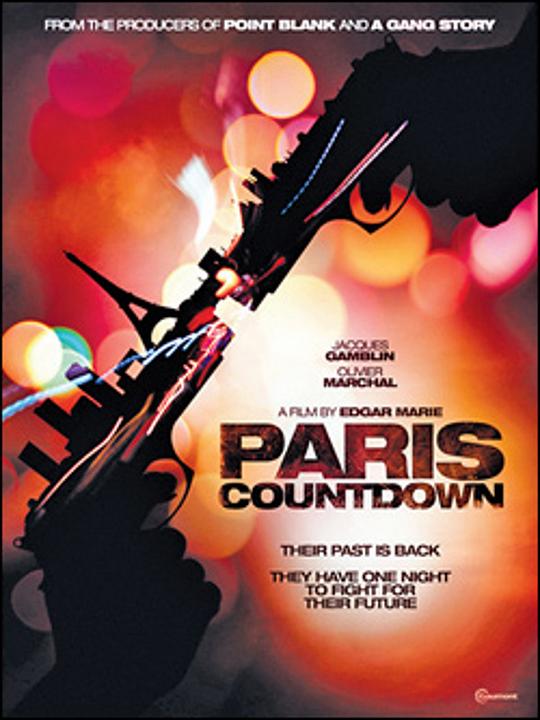 FROM THE PRODUCERS OF POINT BLANK AND A GANG STORY
JACQUES
GAMBLIN
OLIVIER
MARCHAL
A FILM BY EDGAR MARIE
PARIS
COUNTDOWN
THEIR PAST IS BACK
THEY HAVE ONE NIGHT
TO FIGHT FOR
THEIR FUTURE
Gaumont